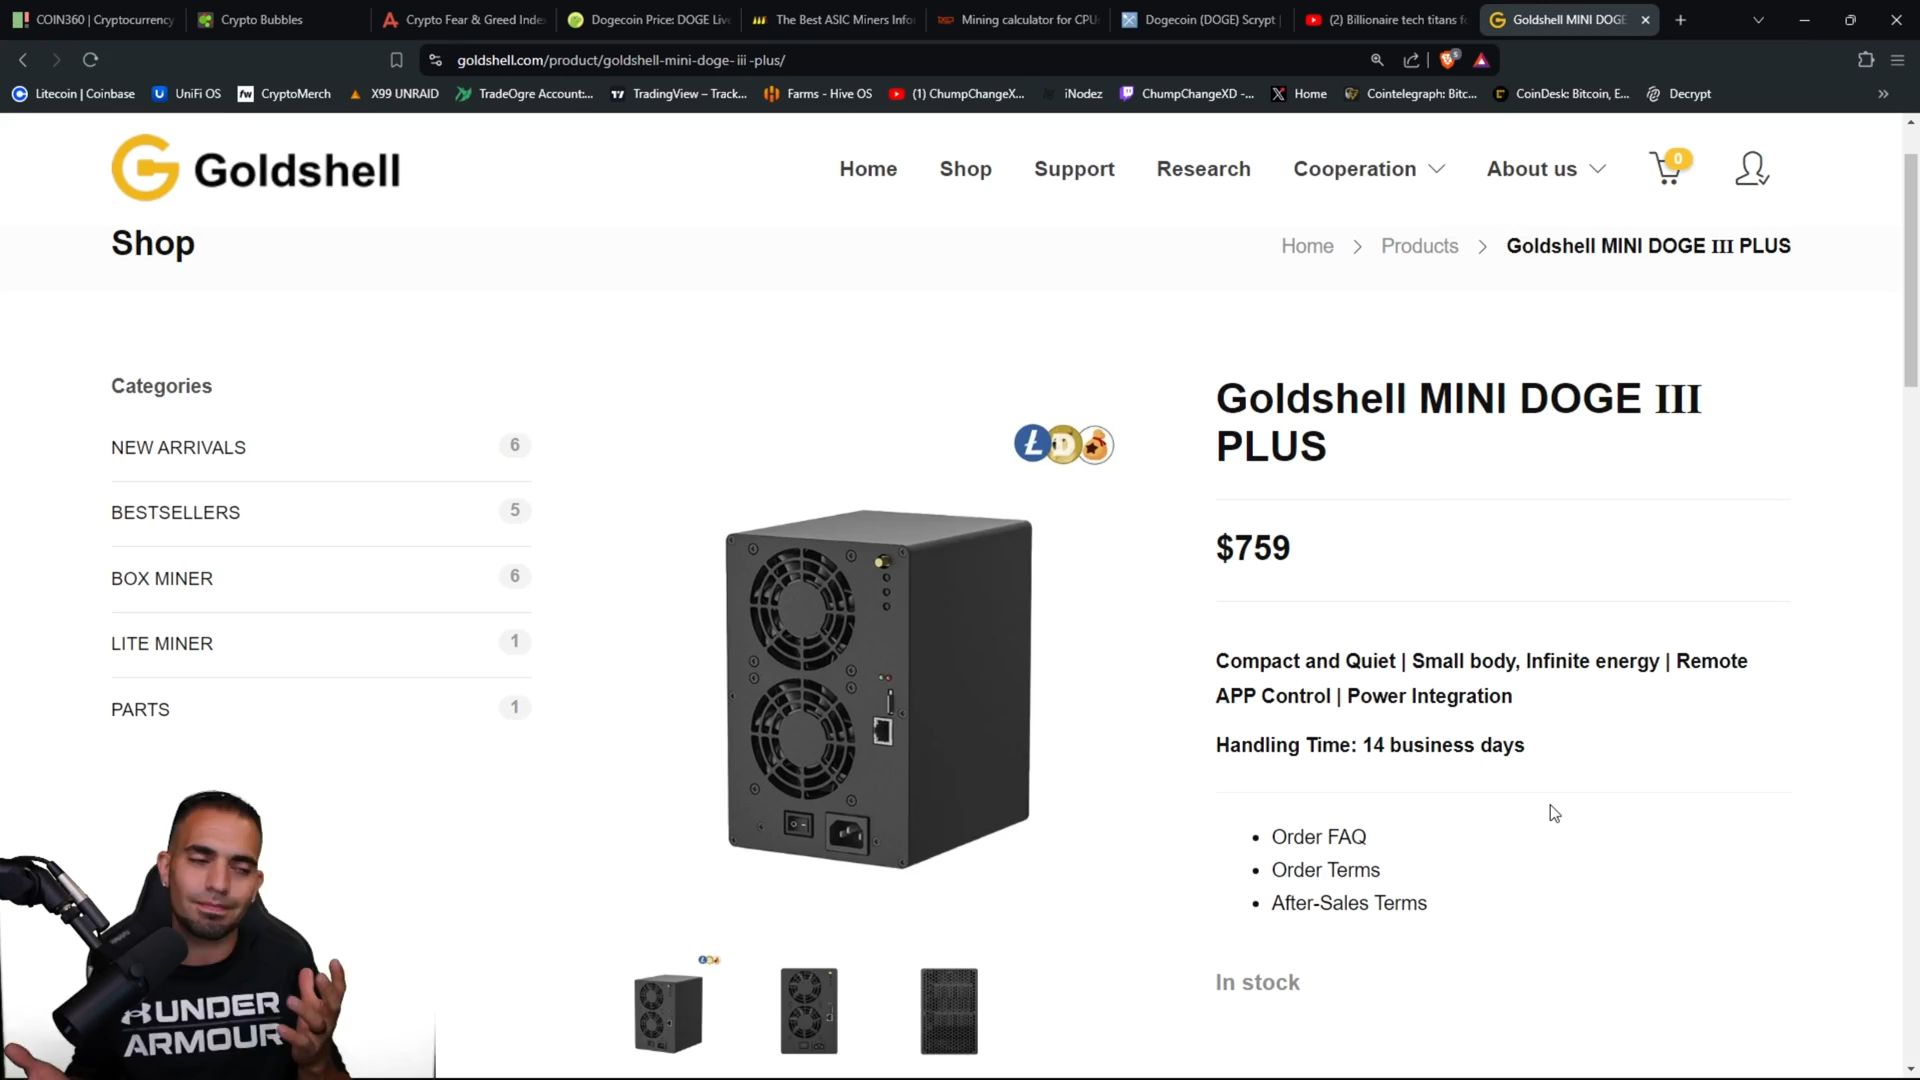 COIN360 | Cryptocurrency
Crypto Bubbles
Crypto Fear & Greed Inde
Dogecoin Price: DOGE Liv
The Best ASIC Miners Info
Mining calculator for CPU
Dogecoin (DOGE) Scrypt |
(2) Billionaire tech titans f
Goldshell MINI DOGE
goldshell.com/product/goldshell-mini-doge-iii-plus/
Litecoin | Coinbase
UniFi OS
CryptoMerch
X99 UNRAID
TradeOgre Account:...
TradingView – Track...
Farms - Hive OS
(1) ChumpChangeX...
iNodez
ChumpChangeXD -...
Home
Cointelegraph: Bitc...
CoinDesk: Bitcoin, E...
Decrypt
Goldshell
Home
Shop
Support
Research
Cooperation
About us
0
Shop
Home > Products > Goldshell MINI DOGE III PLUS
Categories
NEW ARRIVALS 6
BESTSELLERS 5
BOX MINER 6
LITE MINER 1
PARTS 1
Goldshell MINI DOGE III
PLUS
$759
Compact and Quiet | Small body, Infinite energy | Remote
APP Control | Power Integration
Handling Time: 14 business days
Order FAQ
Order Terms
After-Sales Terms
In stock
UNDER
ARMOUR